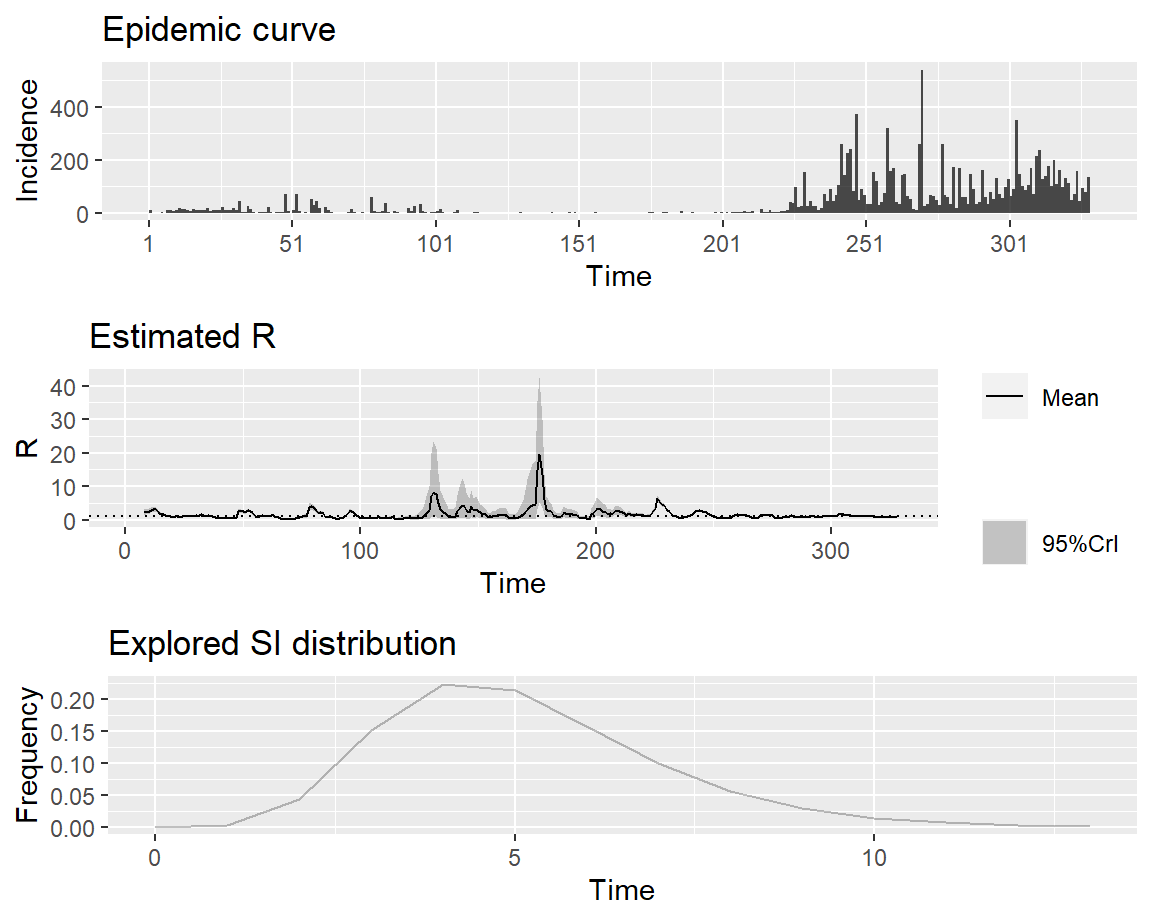 Epidemic curve
Incidence
400
200
0
1 51 101 151 201 251 301
Time
Estimated R
R
40
30
20
10
0
0 100 200 300
Time
Mean
95%CrI
Explored SI distribution
Frequency
0.20
0.15
0.10
0.05
0.00
0 5 10
Time